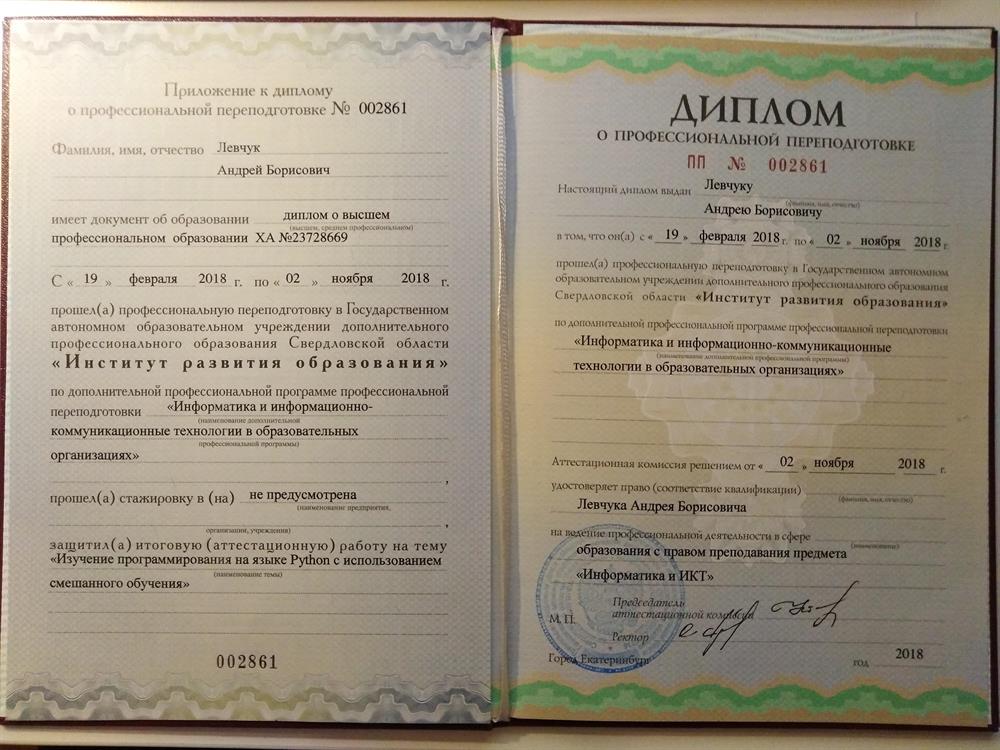 Приложение к диплому
о профессиональной переподготовке № 002861
Фамилия, имя, отчество Левчук
Андрей Борисович
имеет документ об образовании диплом о высшем
(высшем, среднем профессиональном)
профессиональном образовании ХА №23728669
С « 19 » февраля 2018 г. по « 02 » ноября 2018 г.
прошел(а) профессиональную переподготовку в Государственном
автономном образовательном учреждении дополнительного
профессионального образования Свердловской области
«Институт развития образования»
по дополнительной профессиональной программе профессиональной
переподготовки «Информатика и информационно-
(наименование дополнительной
коммуникационные технологии в образовательных
профессиональной программы)
организациях»
прошел(а) стажировку в (на) не предусмотрена
(наименование предприятия,
организации, учреждения)
защитил(а) итоговую (аттестационную) работу на тему
«Изучение программирования на языке Python с использованием
(наименование темы)
смешанного обучения»
002861
ДИПЛОМ
О ПРОФЕССИОНАЛЬНОЙ ПЕРЕПОДГОТОВКЕ
ПП № 002861
Настоящий диплом выдан Левчуку
(фамилия, имя, отчество)
Андрею Борисовичу
в том, что он(а) с « 19 » февраля 2018 г. по « 02 » ноября 2018 г.
прошел(а) профессиональную переподготовку в Государственном автономном
образовательном учреждении дополнительного профессионального образования
Свердловской области «Институт развития образования»
по дополнительной профессиональной программе профессиональной переподготовки
«Информатика и информационно-коммуникационные
(наименование дополнительной профессиональной программы)
технологии в образовательных организациях»
Аттестационная комиссия решением от « 02 » ноября 2018 г.
удостоверяет право (соответствие квалификации)
(фамилия, имя, отчество)
Левчука Андрея Борисовича
на ведение профессиональной деятельности в сфере
(наименование)
образования с правом преподавания предмета
«Информатика и ИКТ»
Председатель
М. П. аттестационной комиссии
Ректор
Город Екатеринбург год 2018